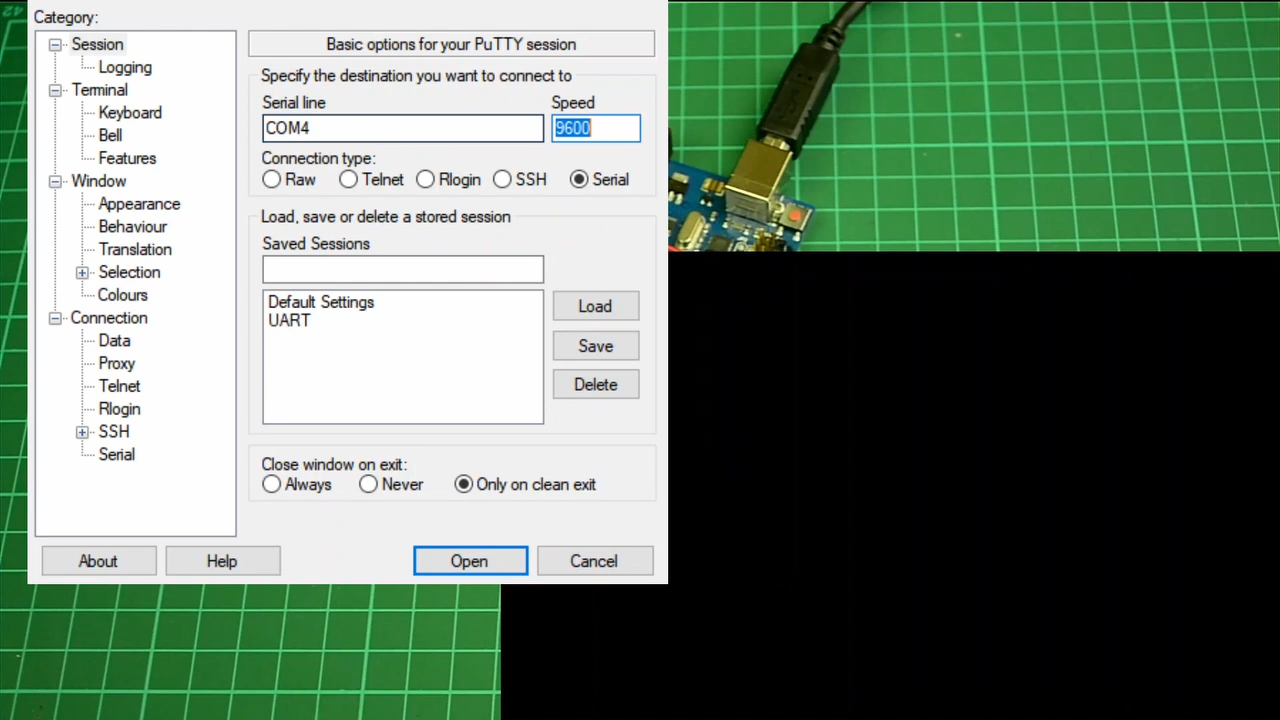 Category:
Session
Logging
Terminal
Keyboard
Bell
Features
Window
Appearance
Behaviour
Translation
Selection
Colours
Connection
Data
Proxy
Telnet
Rlogin
SSH
Serial
Basic options for your PuTTY session
Specify the destination you want to connect to
Serial line Speed
COM4 9600
Connection type:
Raw Telnet Rlogin SSH Serial
Load, save or delete a stored session
Saved Sessions
Default Settings
UART
Load
Save
Delete
Close window on exit:
Always Never Only on clean exit
About Help Open Cancel